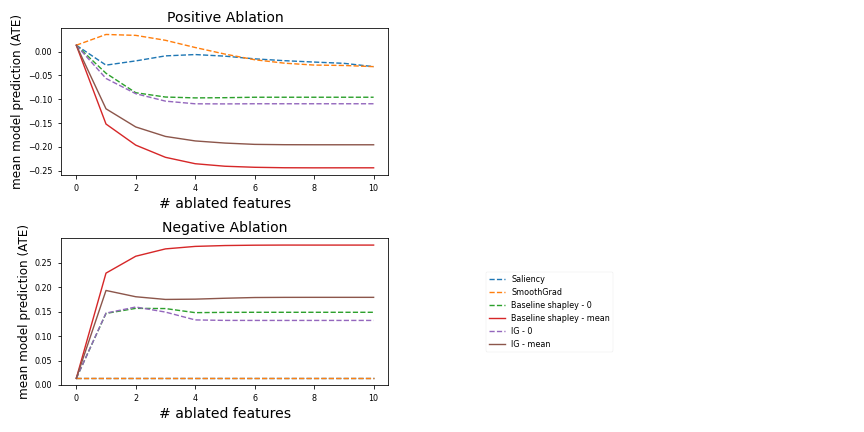 Positive Ablation
mean model prediction (ATE)
0.00
−0.05
−0.10
−0.15
−0.20
−0.25
0 2 4 6 8 10
# ablated features
Negative Ablation
mean model prediction (ATE)
0.25
0.20
0.15
0.10
0.05
0.00
0 2 4 6 8 10
# ablated features
Saliency
SmoothGrad
Baseline shapley - 0
Baseline shapley - mean
IG - 0
IG - mean